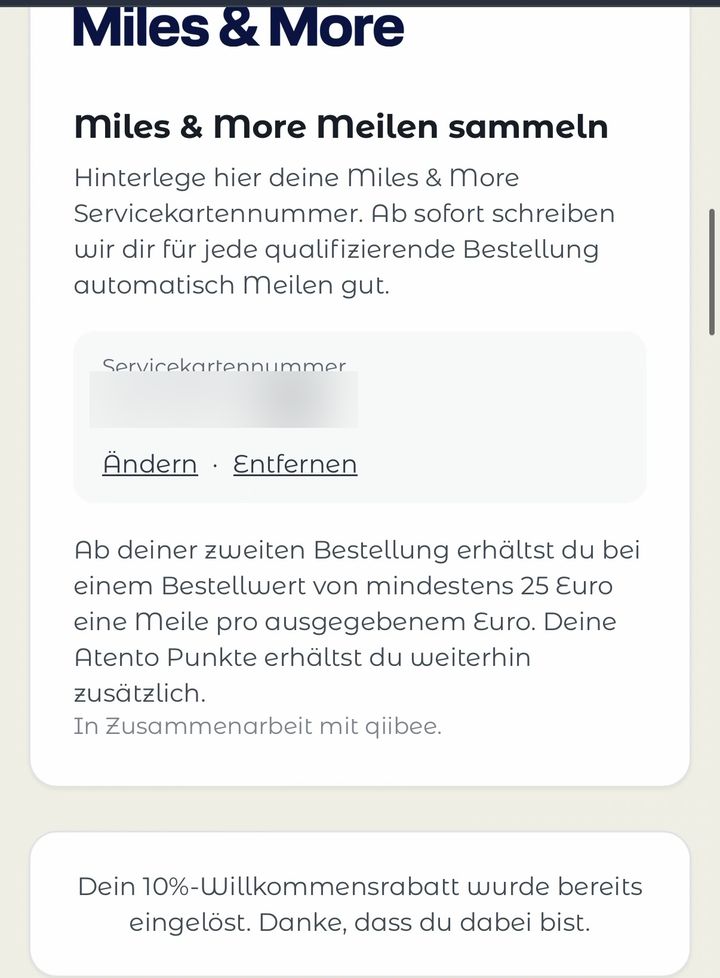 Miles & More
Miles & More Meilen sammeln
Hinterlege hier deine Miles & More
Servicekartennummer. Ab sofort schreiben
wir dir für jede qualifizierende Bestellung
automatisch Meilen gut.
Servicekartennummer
Ändern · Entfernen
Ab deiner zweiten Bestellung erhältst du bei
einem Bestellwert von mindestens 25 Euro
eine Meile pro ausgegebenem Euro. Deine
Atento Punkte erhältst du weiterhin
zusätzlich.
In Zusammenarbeit mit qiibee.
Dein 10%-Willkommensrabatt wurde bereits
eingelöst. Danke, dass du dabei bist.